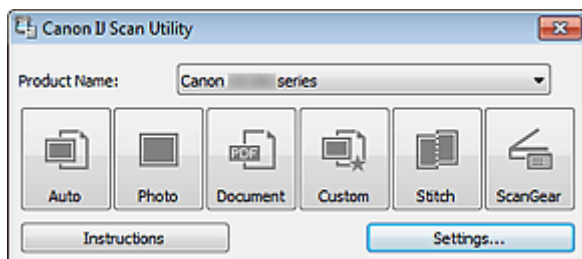 Canon IJ Scan Utility
Product Name: Canon series
PDF
Auto Photo Document Custom Stitch ScanGear
Instructions Settings...